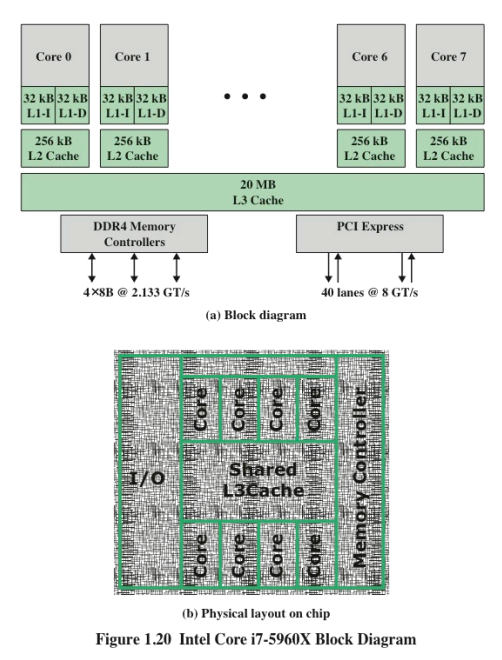 Core 0 Core 1 Core 6 Core 7
32 kB 32 kB 32 kB 32 kB 32 kB 32 kB 32 kB 32 kB
L1-I L1-D L1-I L1-D • • • L1-I L1-D L1-I L1-D
256 kB 256 kB 256 kB 256 kB
L2 Cache L2 Cache L2 Cache L2 Cache
20 MB
L3 Cache
DDR4 Memory
Controllers
PCI Express
4×8B @ 2.133 GT/s
40 lanes @ 8 GT/s
(a) Block diagram
Core Core Core Core
I/O
Shared
L3Cache
Memory Controller
Core Core Core Core
(b) Physical layout on chip
Figure 1.20 Intel Core i7-5960X Block Diagram